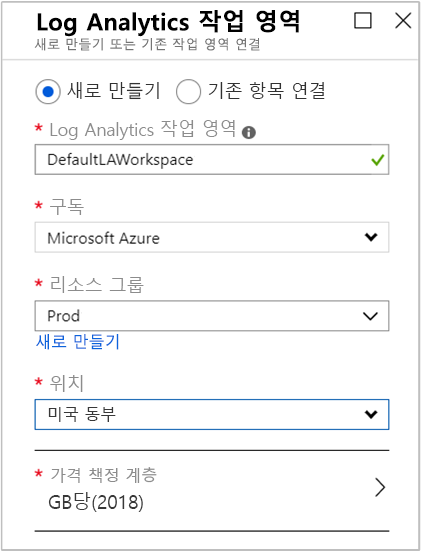 Log Analytics 작업 영역
새로 만들기 또는 기존 작업 영역 연결
새로 만들기 기존 항목 연결
* Log Analytics 작업 영역
DefaultLAWorkspace
* 구독
Microsoft Azure
* 리소스 그룹
Prod
새로 만들기
* 위치
미국 동부
* 가격 책정 계층
GB당(2018)